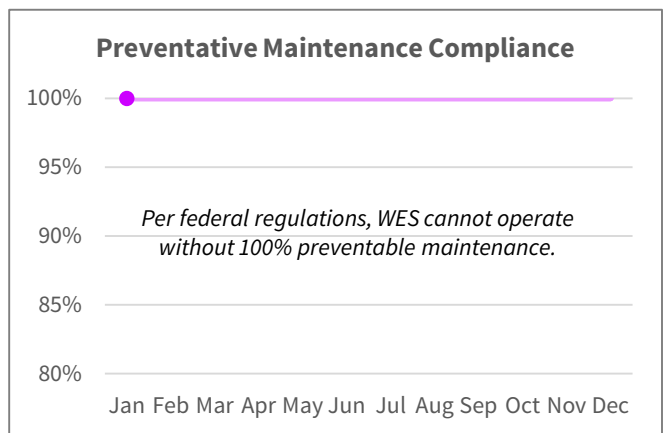 Preventative Maintenance Compliance
100%
95%
Per federal regulations, WES cannot operate
90%
without 100% preventable maintenance.
85%
80%
Jan Feb Mar Apr May Jun Jul Aug Sep Oct Nov Dec